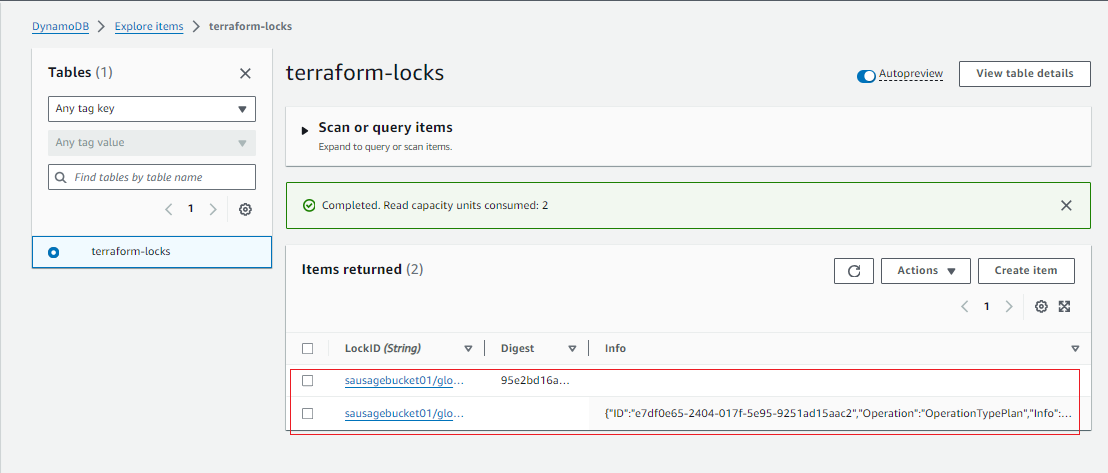 DynamoDB > Explore items > terraform-locks
Tables (1)
Any tag key
Any tag value
Find tables by table name
1
terraform-locks
terraform-locks
Autopreview
View table details
Scan or query items
Expand to query or scan items.
Completed. Read capacity units consumed: 2
Items returned (2)
Actions
Create item
1
LockID (String) Digest Info
sausagebucket01/glo... 95e2bd16a...
sausagebucket01/glo... {"ID":"e7df0e65-2404-017f-5e95-9251ad15aac2","Operation":"OperationTypePlan","Info":...